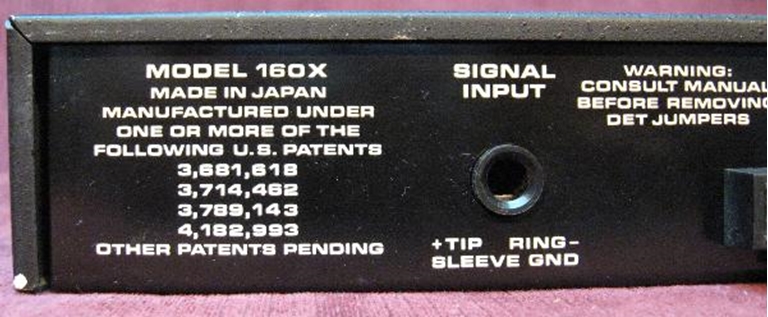 MODEL 160X
MADE IN JAPAN
MANUFACTURED UNDER
ONE OR MORE OF THE
FOLLOWING U.S. PATENTS
3,681,618
3,714,462
3,789,143
4,182,993
OTHER PATENTS PENDING
SIGNAL
INPUT
+TIP RING-
SLEEVE GND
WARNING:
CONSULT MANUAL
BEFORE REMOVING
DET JUMPERS